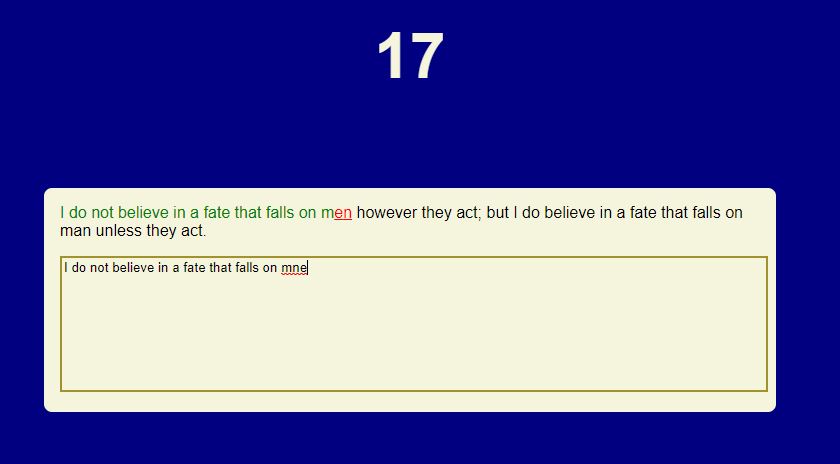 17
I do not believe in a fate that falls on men however they act; but I do believe in a fate that falls on
man unless they act.
I do not believe in a fate that falls on mne